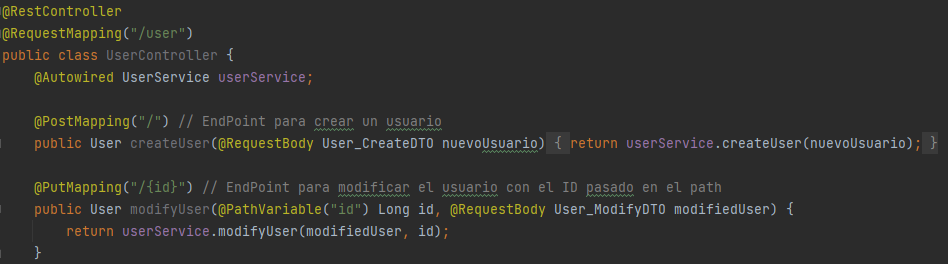 @RestController
@RequestMapping("/user")
public class UserController {
@Autowired UserService userService;
@PostMapping("/") // EndPoint para crear un usuario
public User createUser(@RequestBody User_CreateDTO nuevoUsuario) { return userService.createUser(nuevoUsuario); }
@PutMapping("/{id}") // EndPoint para modificar el usuario con el ID pasado en el path
public User modifyUser(@PathVariable("id") Long id, @RequestBody User_ModifyDTO modifiedUser) {
return userService.modifyUser(modifiedUser, id);
}